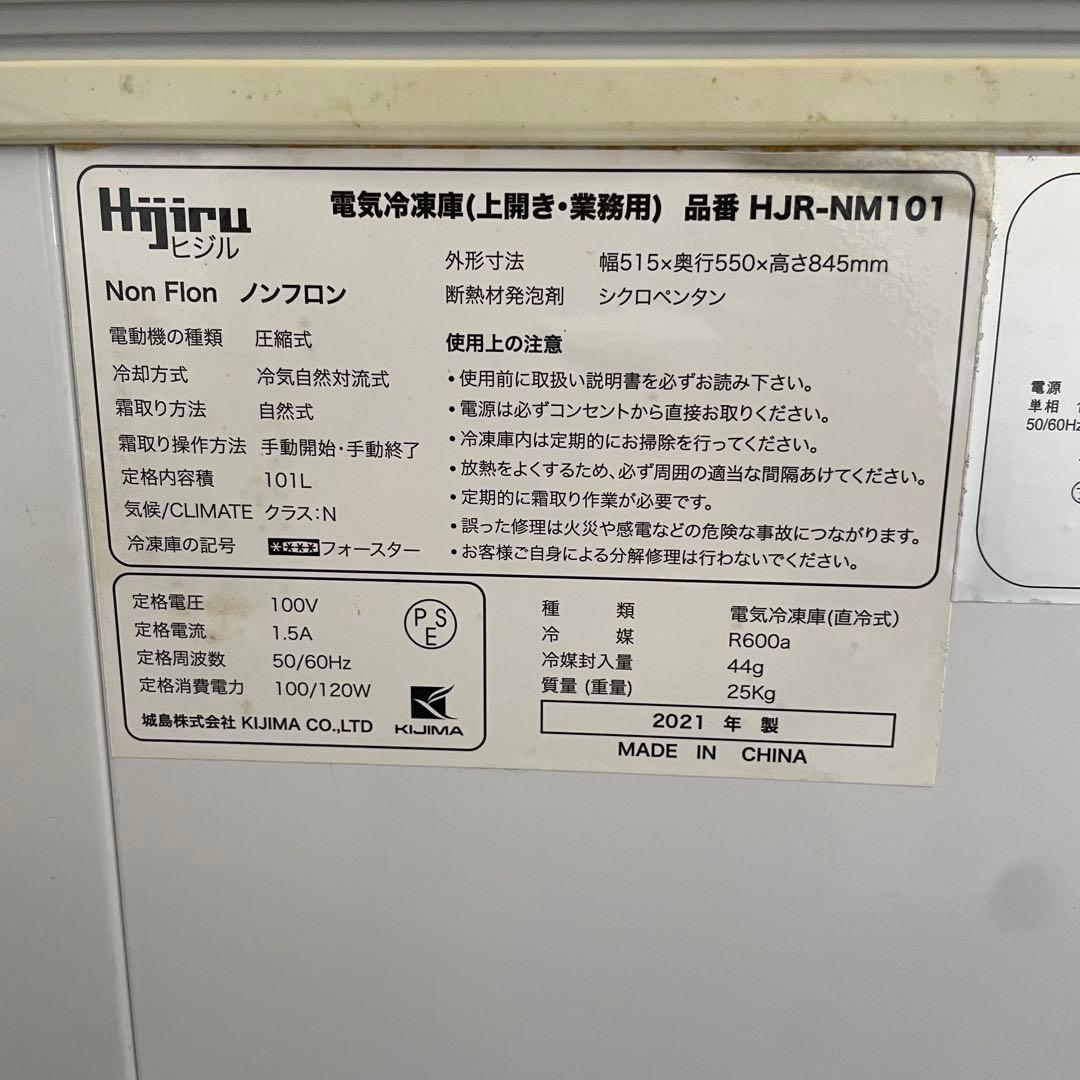 Hijiru
ヒジル
電気冷凍庫(上開き・業務用) 品番 HJR-NM101
Non Flon ノンフロン
外形寸法 幅515×奥行550×高さ845mm
断熱材発泡剤 シクロペンタン
電動機の種類 圧縮式
冷却方式 冷気自然対流式
霜取り方法 自然式
霜取り操作方法 手動開始・手動終了
定格内容積 101L
気候/CLIMATE クラス:N
冷凍庫の記号 **** フォースター
使用上の注意
・使用前に取扱い説明書を必ずお読み下さい。
・電源は必ずコンセントから直接お取りください。
・冷凍庫内は定期的にお掃除を行ってください。
・放熱をよくするため、必ず周囲の適当な間隔あけてください。
・定期的に霜取り作業が必要です。
・誤った修理は火災や感電などの危険な事故につながります。
・お客様ご自身による分解修理は行わないでください。
定格電圧 100V
定格電流 1.5A
定格周波数 50/60Hz
定格消費電力 100/120W
PSE
城島株式会社 KIJIMA CO.,LTD
KIJIMA
種類 電気冷凍庫(直冷式)
冷媒 R600a
冷媒封入量 44g
質量 (重量) 25Kg
2021 年 製
MADE IN CHINA
電源
単相
50/60Hz